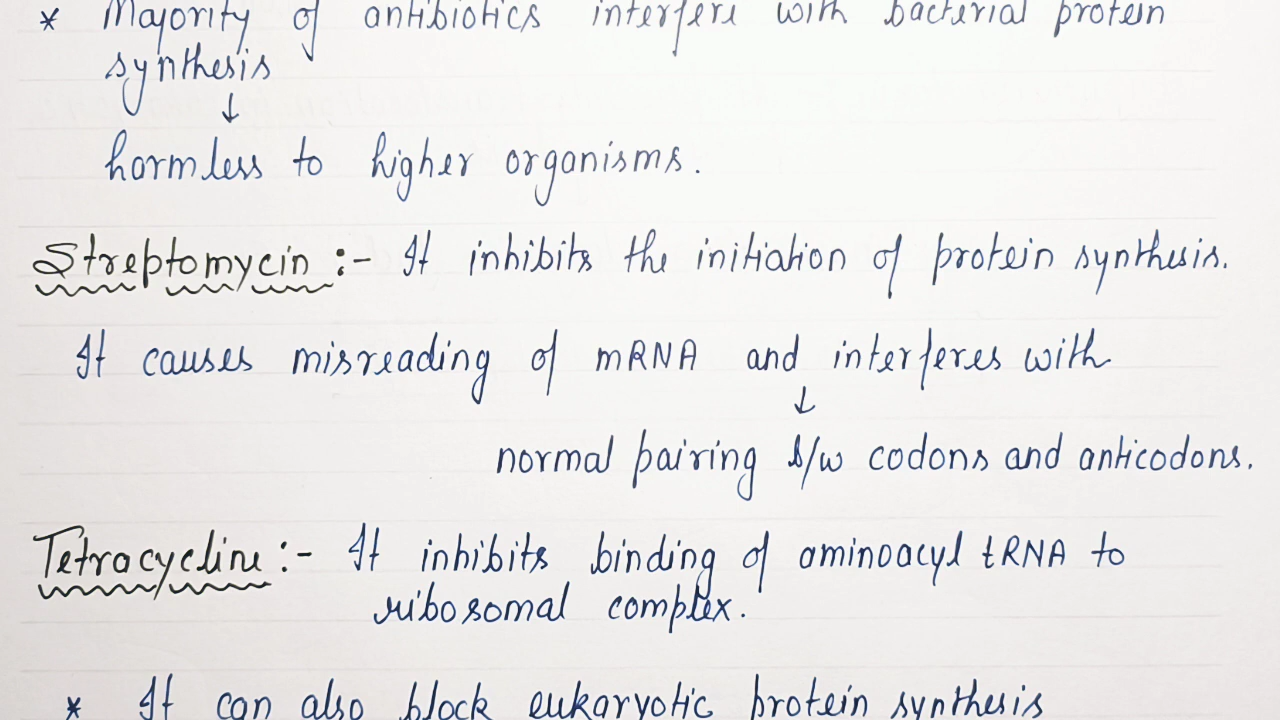 * Majority of antibiotics interfere with bacterial protein
synthesis
↓
harmless to higher organisms.
Streptomycin :- It inhibits the initiation of protein synthesis.
It causes misreading of mRNA and interferes with
↓
normal pairing b/w codons and anticodons.
Tetracycline :- It inhibits binding of aminoacyl tRNA to
ribosomal complex.
* It can also block eukaryotic protein synthesis